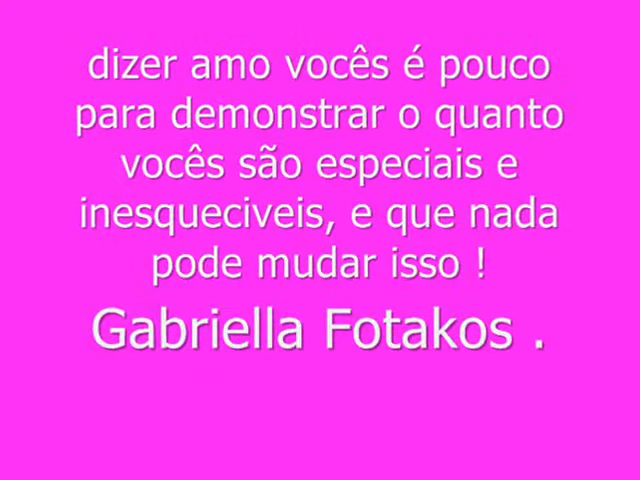 dizer amo vocês é pouco
para demonstrar o quanto
vocês são especiais e
inesqueciveis, e que nada
pode mudar isso !
Gabriella Fotakos .